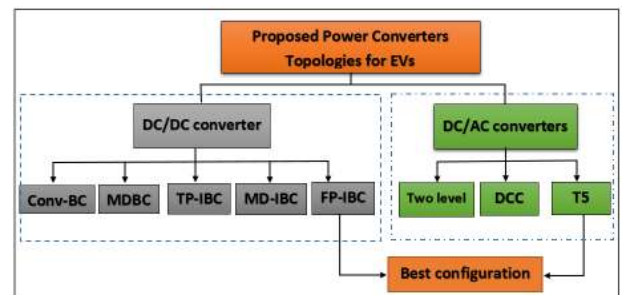 Proposed Power Converters
Topologies for EVs
DC/DC converter
DC/AC converters
Conv-BC
MDBC
TP-IBC
MD-IBC
FP-IBC
Two level
DCC
T5
Best configuration